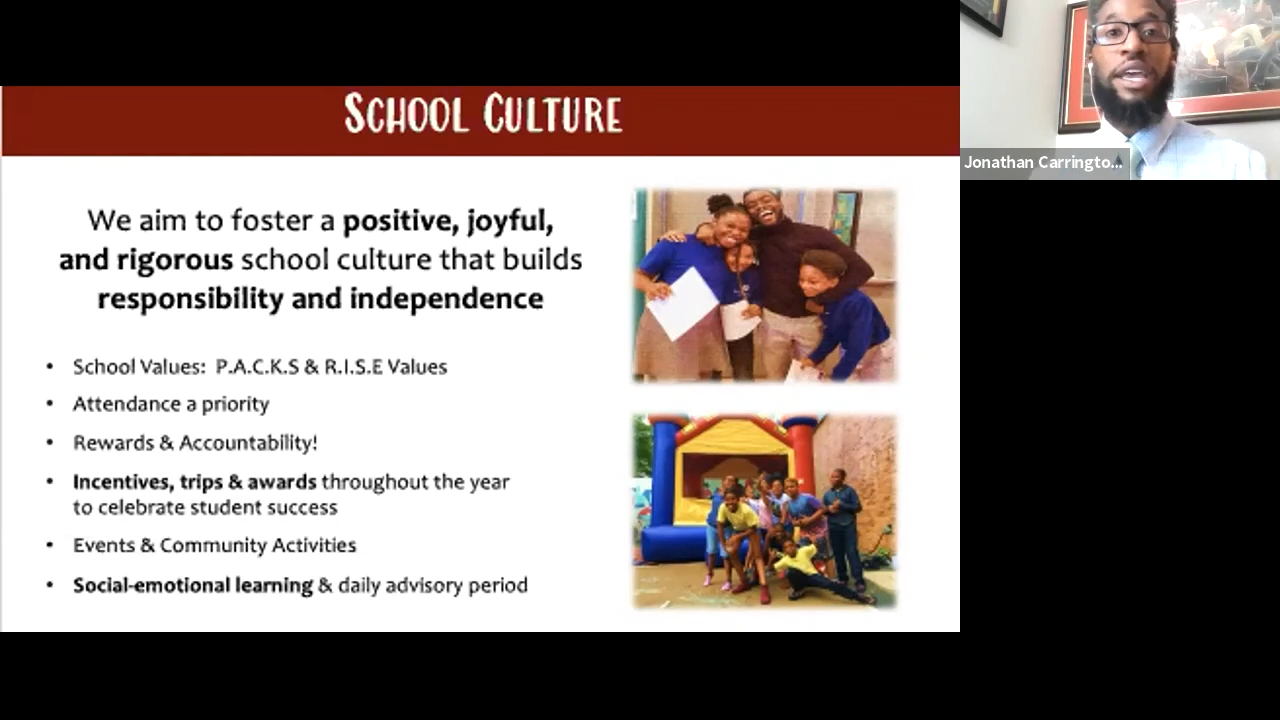 SCHOOL CULTURE
We aim to foster a positive, joyful,
and rigorous school culture that builds
responsibility and independence
• School Values: P.A.C.K.S & R.I.S.E Values
• Attendance a priority
• Rewards & Accountability!
• Incentives, trips & awards throughout the year
to celebrate student success
• Events & Community Activities
• Social-emotional learning & daily advisory period
Jonathan Carringto...